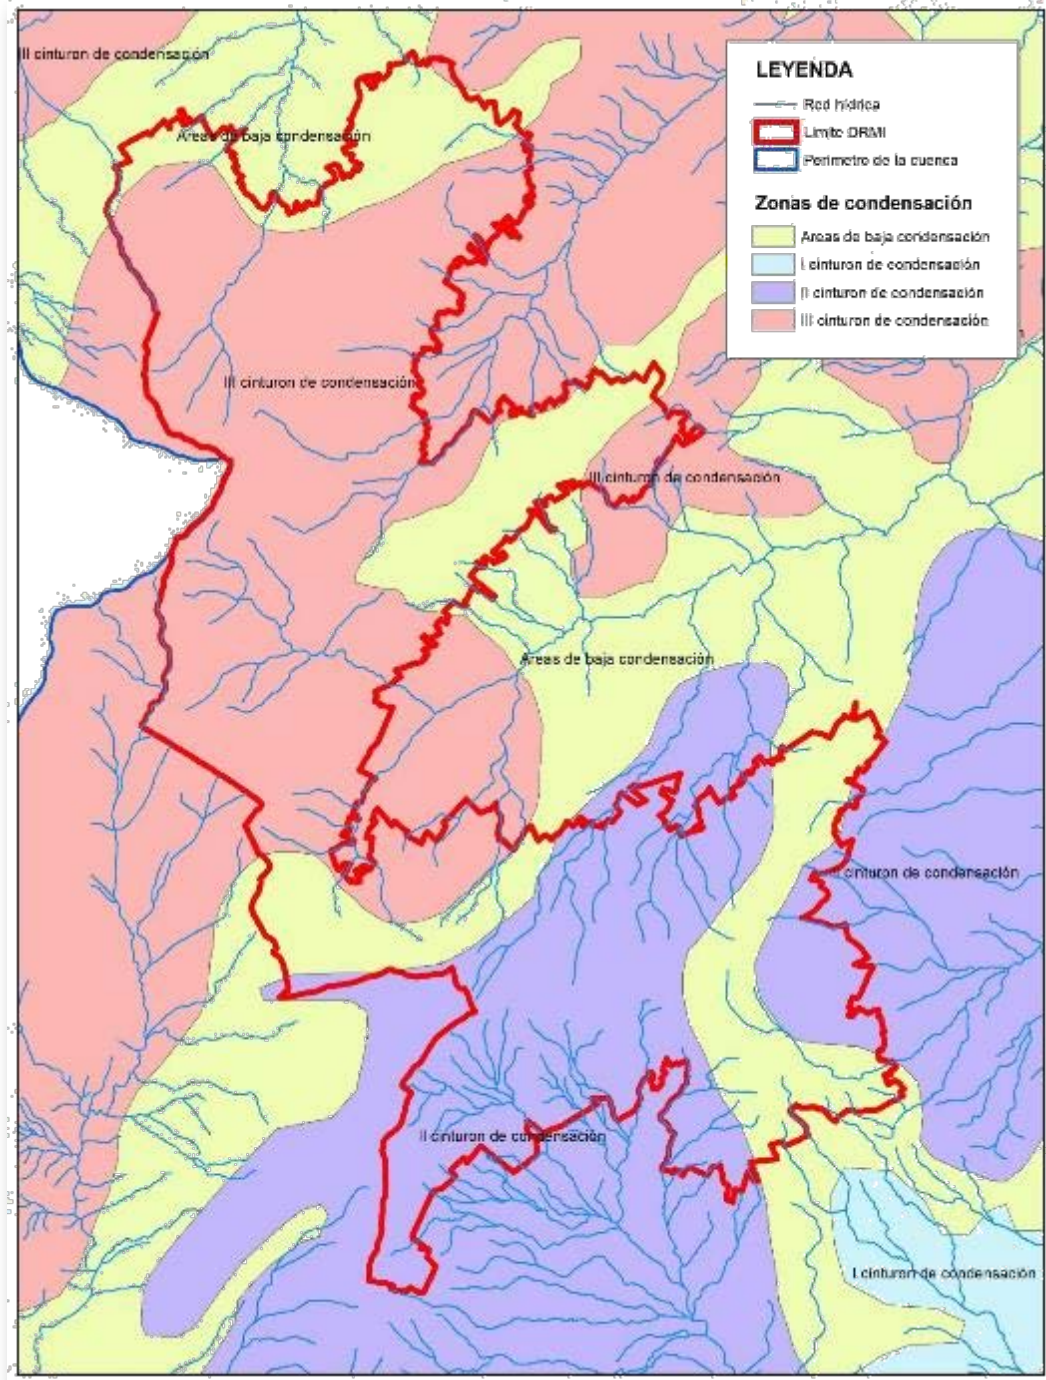 III cinturon de condensación
Areas de baja condensación
LEYENDA
Red hídrica
Limite DRMI
Perimetro de la cuenca
Zonas de condensación
Areas de baja condensación
I cinturon de condensación
II cinturon de condensación
III cinturon de condensación
III cinturon de condensación
III cinturon de condensación
Areas de baja condensación
cinturon de condensación
II cinturon de condensación
I cinturon de condensación